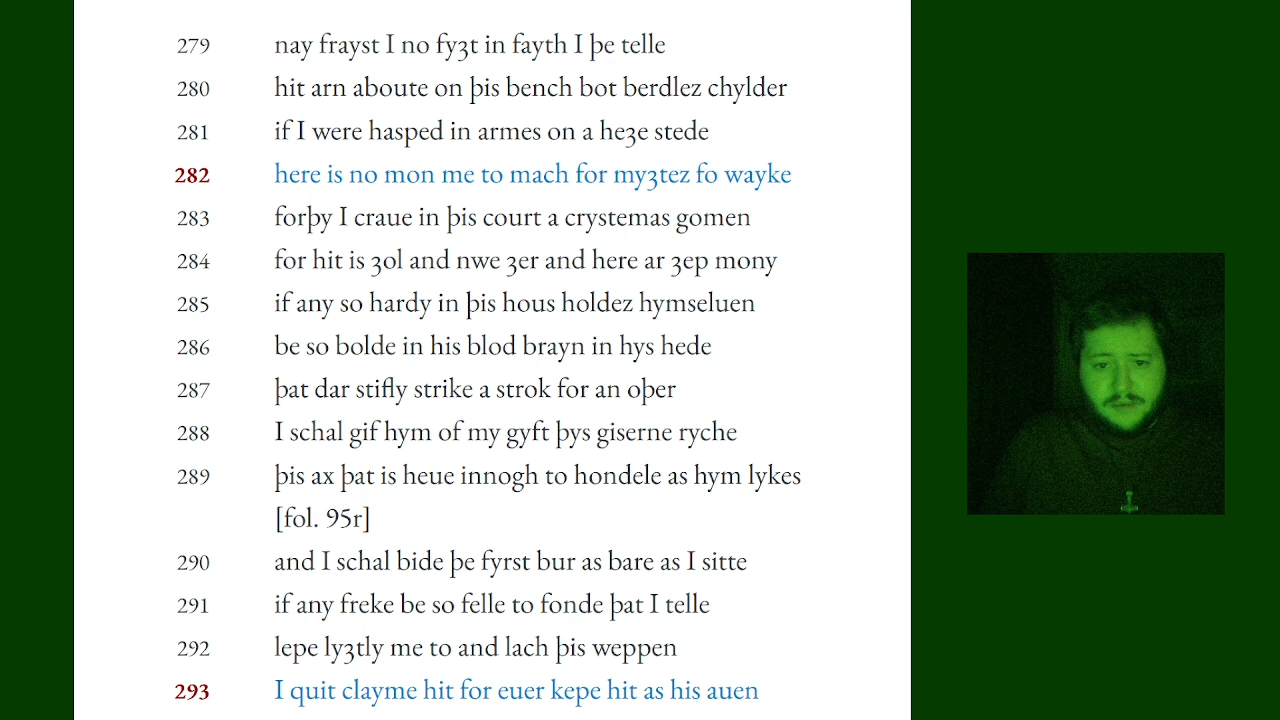 279 nay frayst I no fyȝt in fayth I þe telle
280 hit arn aboute on þis bench bot berdlez chylder
281 if I were hasped in armes on a heȝe stede
282 here is no mon me to mach for myȝtez fo wayke
283 forþy I craue in þis court a crystemas gomen
284 for hit is ȝol and nwe ȝer and here ar ȝep mony
285 if any so hardy in þis hous holdez hymseluen
286 be so bolde in his blod brayn in hys hede
287 þat dar stifly strike a strok for an oþer
288 I schal gif hym of my gyft þys giserne ryche
289 þis ax þat is heue innogh to hondele as hym lykes
[fol. 95r]
290 and I schal bide þe fyrst bur as bare as I sitte
291 if any freke be so felle to fonde þat I telle
292 lepe lyȝtly me to and lach þis weppen
293 I quit clayme hit for euer kepe hit as his auen